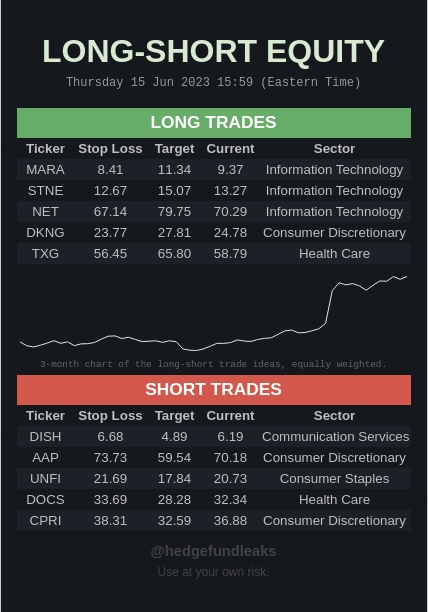 LONG-SHORT EQUITY
Thursday 15 Jun 2023 15:59 (Eastern Time)
LONG TRADES
Ticker Stop Loss Target Current Sector
MARA 8.41 11.34 9.37 Information Technology
STNE 12.67 15.07 13.27 Information Technology
NET 67.14 79.75 70.29 Information Technology
DKNG 23.77 27.81 24.78 Consumer Discretionary
TXG 56.45 65.80 58.79 Health Care
3-month chart of the long-short trade ideas, equally weighted.
SHORT TRADES
Ticker Stop Loss Target Current Sector
DISH 6.68 4.89 6.19 Communication Services
AAP 73.73 59.54 70.18 Consumer Discretionary
UNFI 21.69 17.84 20.73 Consumer Staples
DOCS 33.69 28.28 32.34 Health Care
CPRI 38.31 32.59 36.88 Consumer Discretionary
@hedgefundleaks
Use at your own risk.